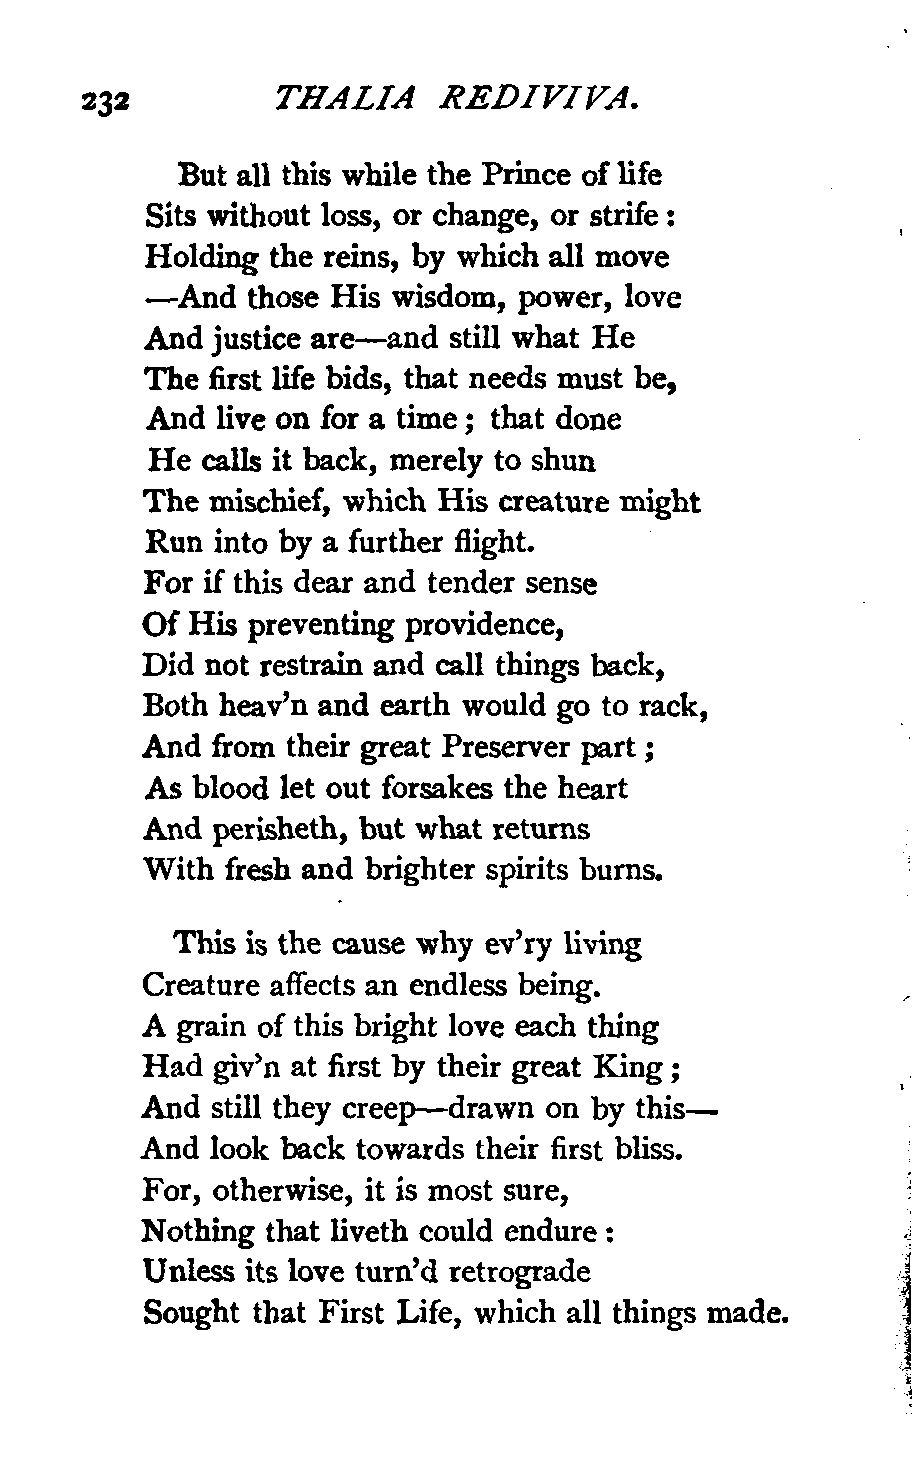 232 THALIA REDIVIVA.
But all this while the Prince of life
Sits without loss, or change, or strife :
Holding the reins, by which all move
—And those His wisdom, power, love
And justice are—and still what He
The first life bids, that needs must be,
And live on for a time ; that done
He calls it back, merely to shun
The mischief, which His creature might
Run into by a further flight.
For if this dear and tender sense
Of His preventing providence,
Did not restrain and call things back,
Both heav’n and earth would go to rack,
And from their great Preserver part ;
As blood let out forsakes the heart
And perisheth, but what returns
With fresh and brighter spirits burns.
This is the cause why ev’ry living
Creature affects an endless being.
A grain of this bright love each thing
Had giv’n at first by their great King ;
And still they creep—drawn on by this—
And look back towards their first bliss.
For, otherwise, it is most sure,
Nothing that liveth could endure :
Unless its love turn’d retrograde
Sought that First Life, which all things made.